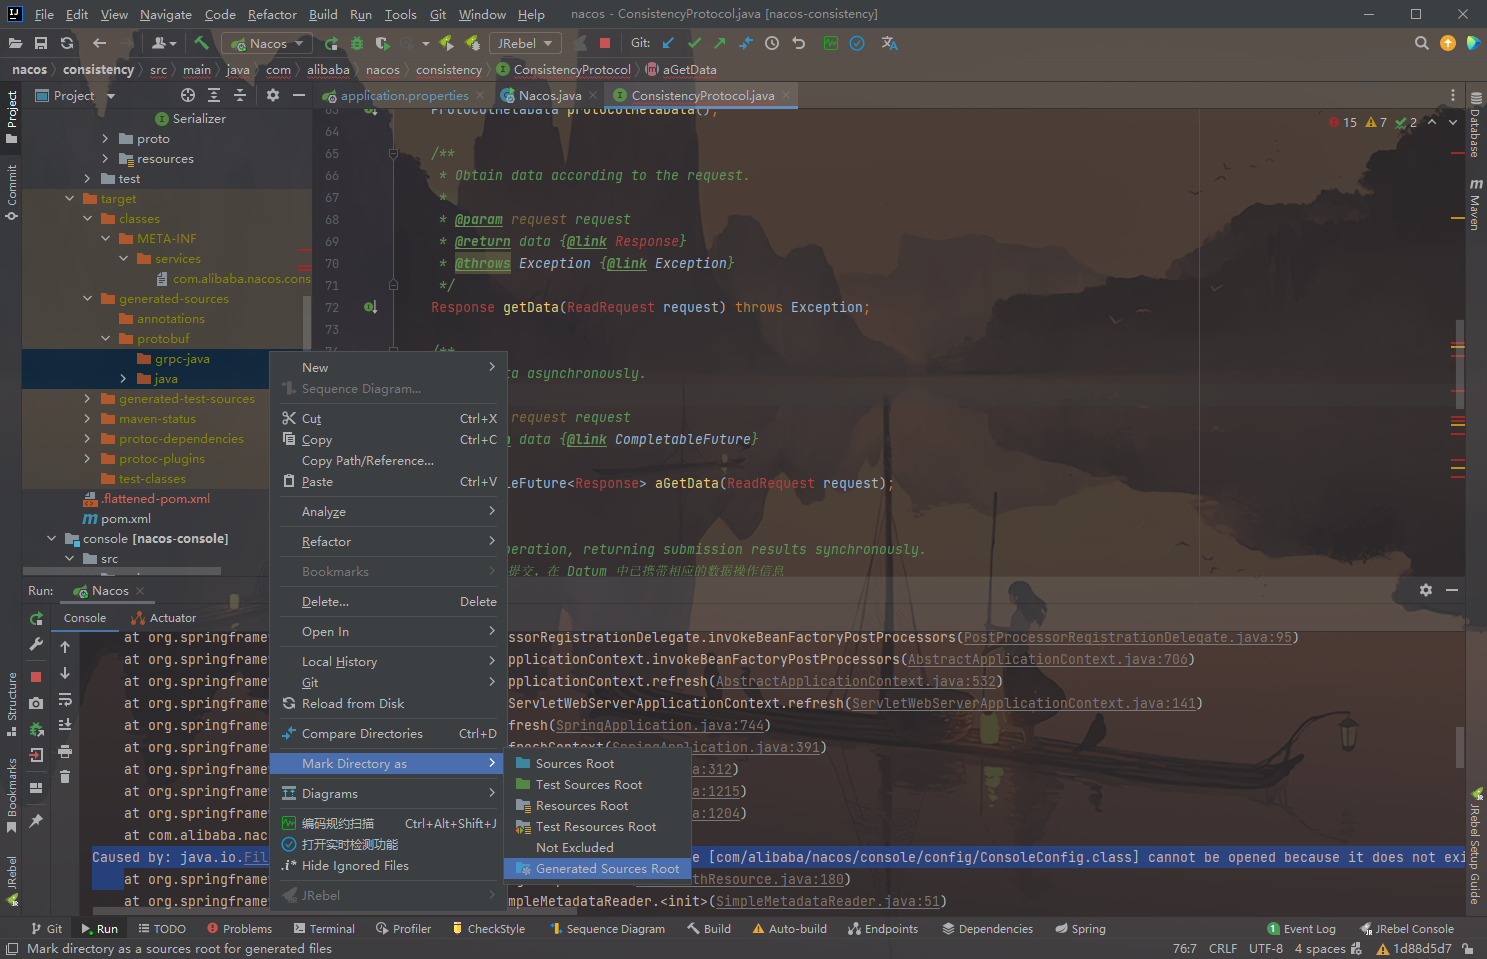 File Edit View Navigate Code Refactor Build Run Tools Git Window Help nacos - ConsistencyProtocol.java [nacos-consistency]
Nacos JRebel Git:
nacos consistency src main java com alibaba nacos consistency ConsistencyProtocol aGetData
Project
application.properties Nacos.java ConsistencyProtocol.java
Serializer
proto
resources
test
target
classes
META-INF
services
com.alibaba.nacos.cons
generated-sources
annotations
protobuf
grpc-java
java
generated-test-sources
maven-status
protoc-dependencies
protoc-plugins
test-classes
.flattened-pom.xml
pom.xml
console [nacos-console]
src
15 7 2
63 ProtocolMetaData protocolMetaData();
64
65 /**
66 * Obtain data according to the request.
67 *
68 * @param request request
69 * @return data {@link Response}
70 * @throws Exception {@link Exception}
71 */
72 Response getData(ReadRequest request) throws Exception;
73
74 /**
ta asynchronously.
request request
n data {@link CompletableFuture}
eFuture<Response> aGetData(ReadRequest request);
eration, returning submission results synchronously.
提交，在 Datum 中已携带相应的数据操作信息
New
Sequence Diagram...
Cut Ctrl+X
Copy Ctrl+C
Copy Path/Reference...
Paste Ctrl+V
Analyze
Refactor
Bookmarks
Delete... Delete
Open In
Local History
Git
Reload from Disk
Compare Directories Ctrl+D
Mark Directory as
Diagrams
编码规约扫描 Ctrl+Alt+Shift+J
打开实时检测功能
Hide Ignored Files
JRebel
Sources Root
Test Sources Root
Resources Root
Test Resources Root
Not Excluded
Generated Sources Root
Run: Nacos
Console Actuator
at org.springframe ssorRegistrationDelegate.invokeBeanFactoryPostProcessors(PostProcessorRegistrationDelegate.java:95)
at org.springframe pplicationContext.invokeBeanFactoryPostProcessors(AbstractApplicationContext.java:706)
at org.springframe pplicationContext.refresh(AbstractApplicationContext.java:532)
at org.springframe ServletWebServerApplicationContext.refresh(ServletWebServerApplicationContext.java:141)
at org.springframe fresh(SpringApplication.java:744)
at org.springframe freshContext(SpringApplication.java:391)
at org.springframe a:312)
at org.springframe a:1215)
at org.springframe a:1204)
at com.alibaba.nac
Caused by: java.io.Fil e [com/alibaba/nacos/console/config/ConsoleConfig.class] cannot be opened because it does not exi
at org.springframe thResource.java:180)
at org.springframe mpleMetadataReader.<init>(SimpleMetadataReader.java:51)
Project
Commit
Structure
Bookmarks
JRebel
Database
Maven
JRebel Setup Guide
Git Run TODO Problems Terminal Profiler CheckStyle Sequence Diagram Build Auto-build Endpoints Dependencies Spring 1 Event Log JRebel Console
Mark directory as a sources root for generated files 76:7 CRLF UTF-8 4 spaces 1d88d5d7